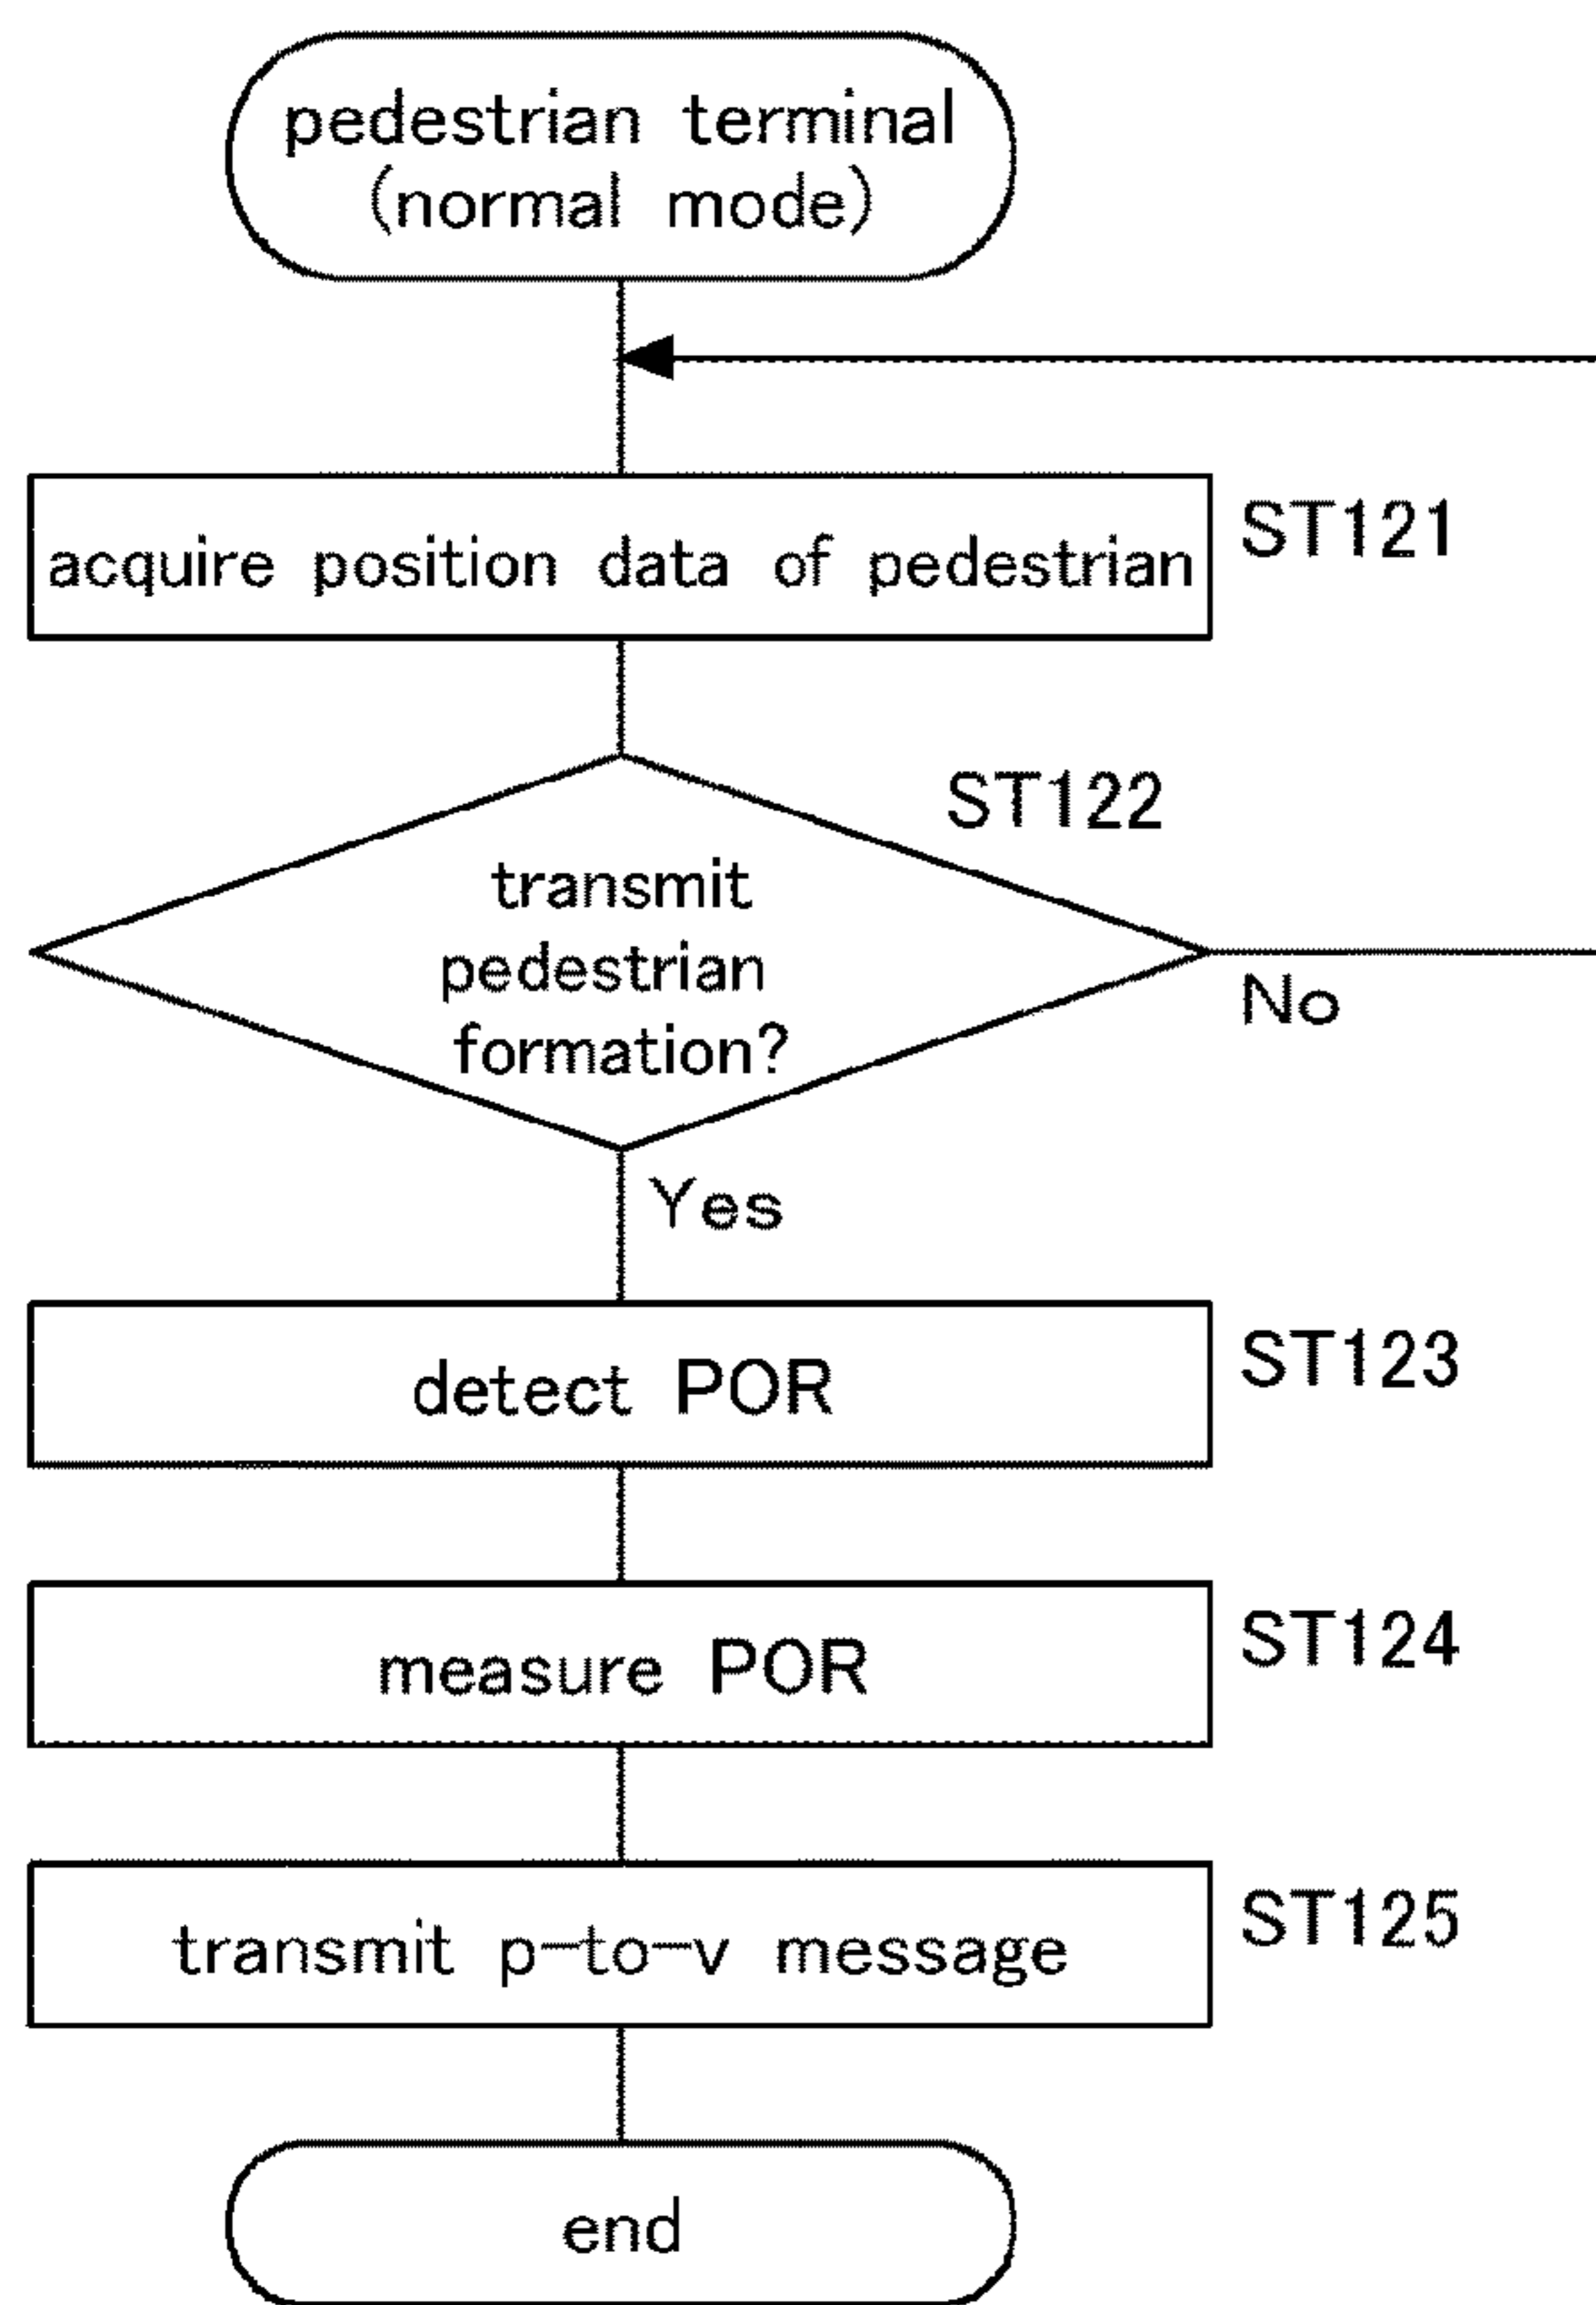 pedestrian terminal
(normal mode)
acquire position data of pedestrian
ST121
ST122
transmit
pedestrian
formation?
No
Yes
detect POR
ST123
measure POR
ST124
transmit p-to-v message
ST125
end